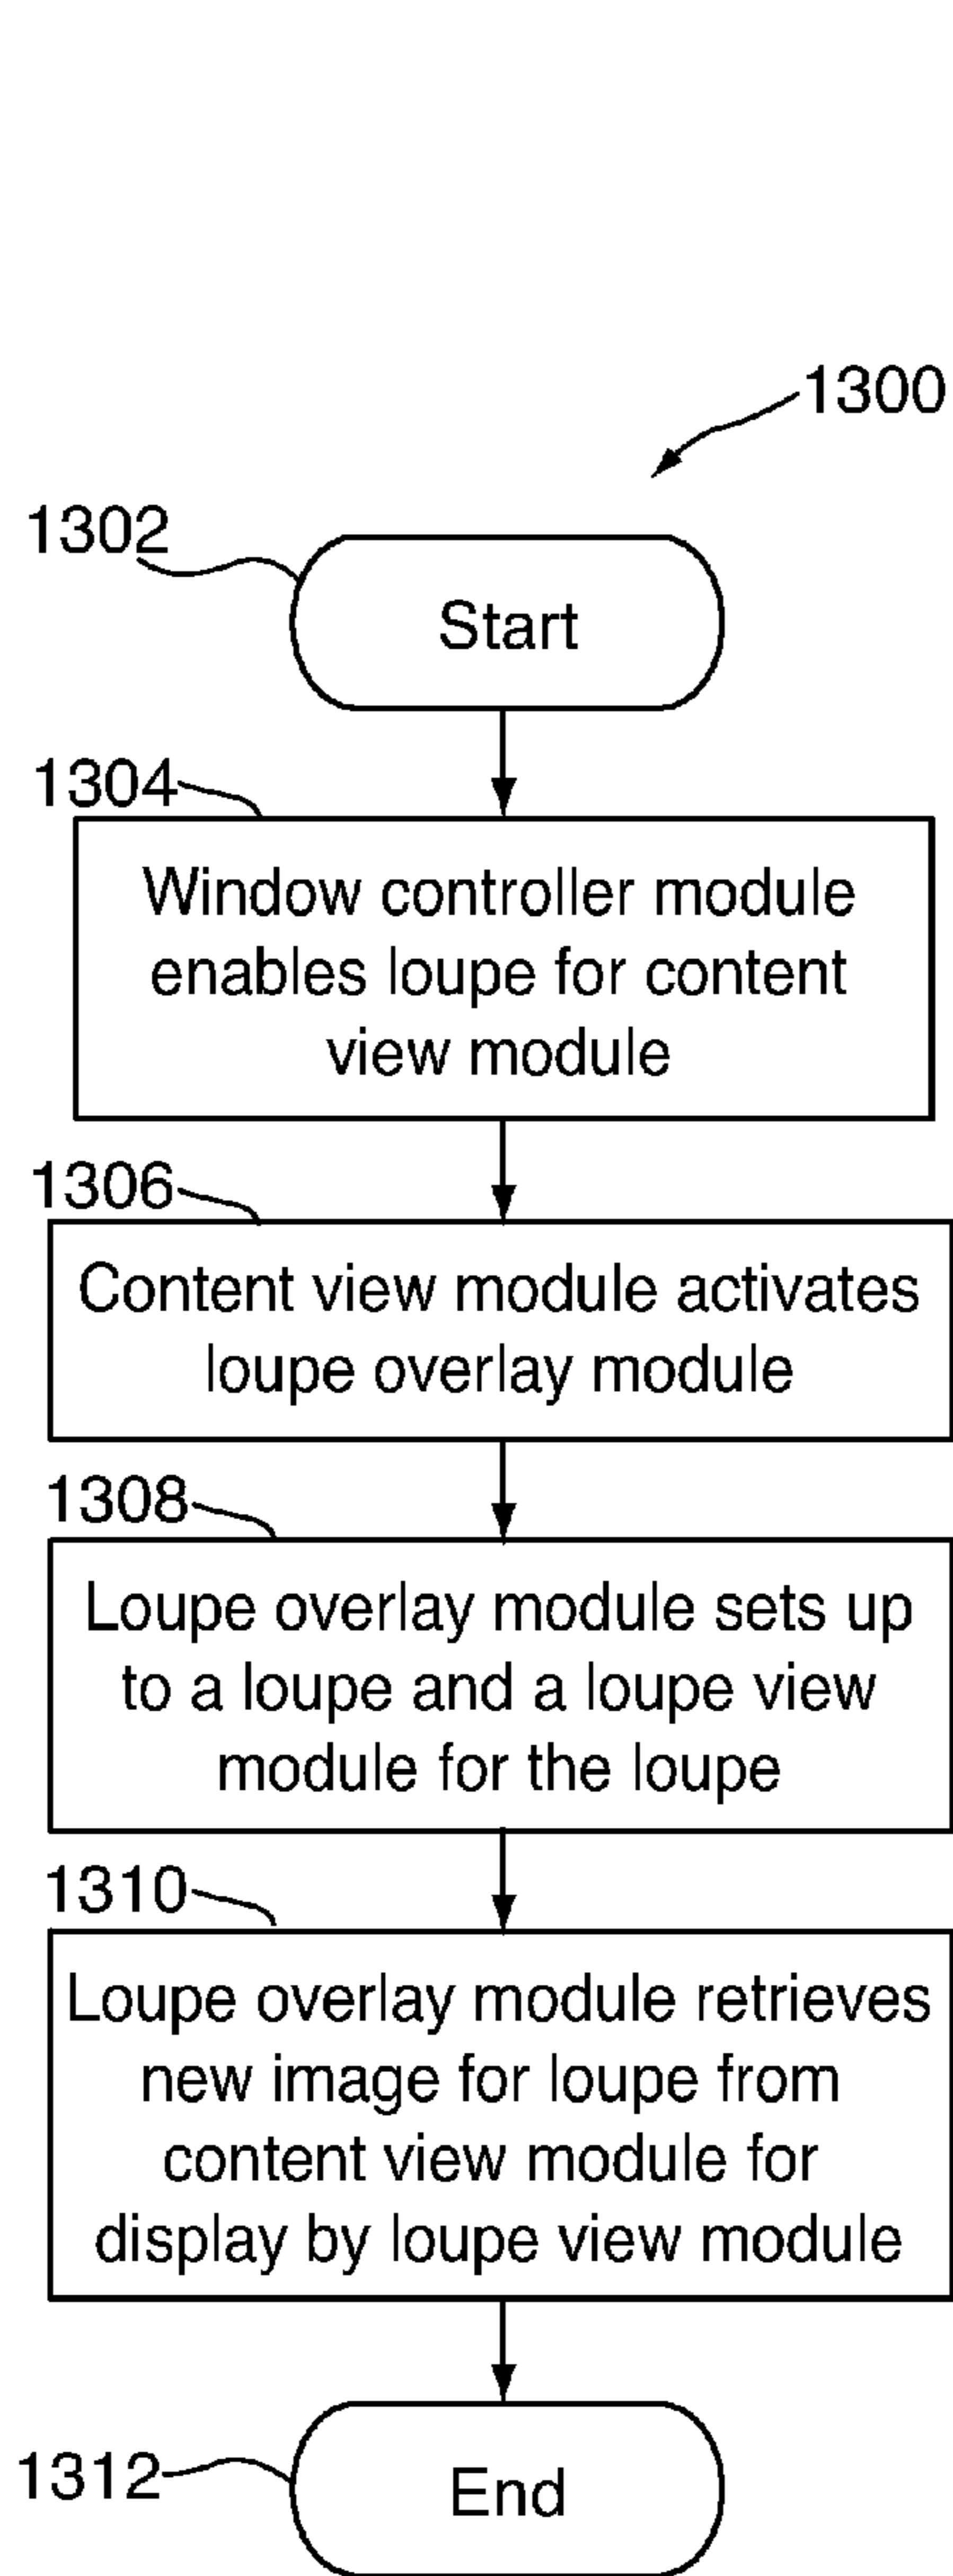 1300
1302
Start
1304
Window controller module
enables loupe for content
view module
1306
Content view module activates
loupe overlay module
1308
Loupe overlay module sets up
to a loupe and a loupe view
module for the loupe
1310
Loupe overlay module retrieves
new image for loupe from
content view module for
display by loupe view module
1312
End